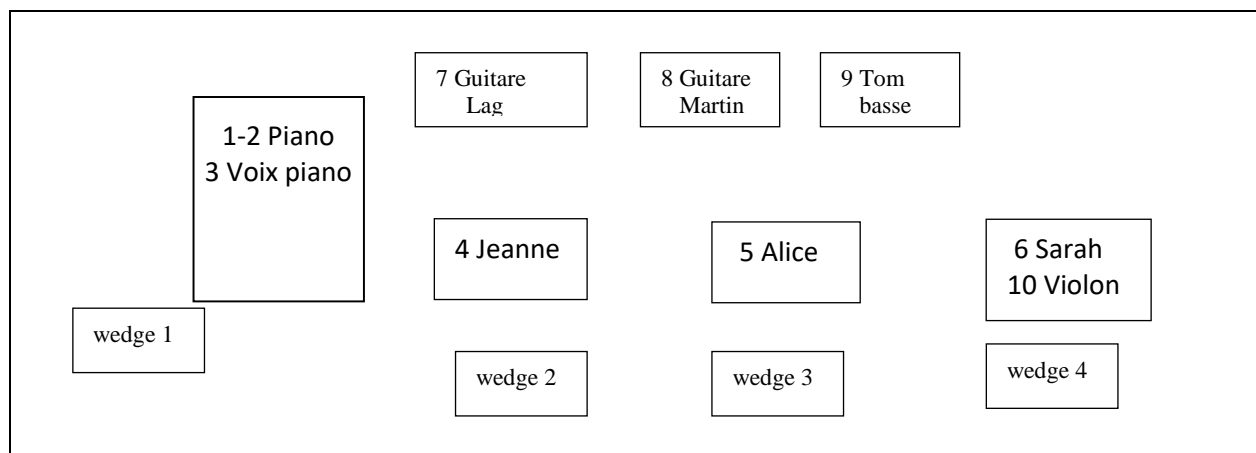 7 Guitare
Lag
8 Guitare
Martin
9 Tom
basse
1-2 Piano
3 Voix piano
4 Jeanne
5 Alice
6 Sarah
10 Violon
wedge 1
wedge 2
wedge 3
wedge 4